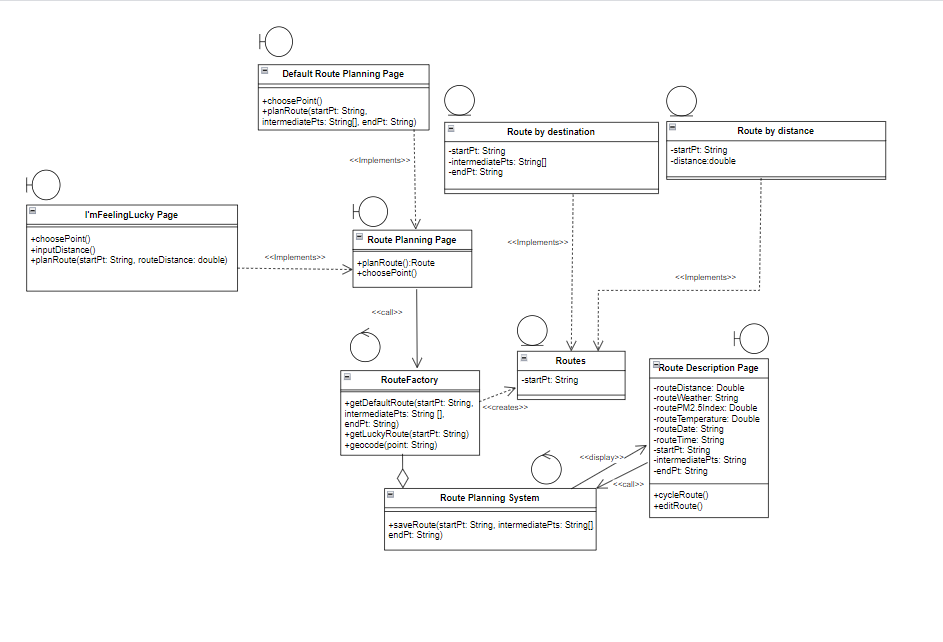 Default Route Planning Page
+choosePoint()
+planRoute(startPt: String,
intermediatePts: String[], endPt: String)
<<Implements>>
Route by destination
-startPt: String
-intermediatePts: String[]
-endPt: String
Route by distance
-startPt: String
-distance:double
I'mFeelingLucky Page
+choosePoint()
+inputDistance()
+planRoute(startPt: String, routeDistance: double)
<<Implements>>
Route Planning Page
+planRoute():Route
+choosePoint()
<<Implements>>
<<Implements>>
<<call>>
RouteFactory
+getDefaultRoute(startPt: String,
intermediatePts: String [],
endPt: String)
+getLuckyRoute(startPt: String)
+geocode(point: String)
<<creates>>
Routes
-startPt: String
Route Description Page
-routeDistance: Double
-routeWeather: String
-routePM2.5Index: Double
-routeTemperature: Double
-routeDate: String
-routeTime: String
-startPt: String
-intermediatePts: String
-endPt: String
+cycleRoute()
+editRoute()
<<display>>
<<call>>
Route Planning System
+saveRoute(startPt: String, intermediatePts: String[]
endPt: String)